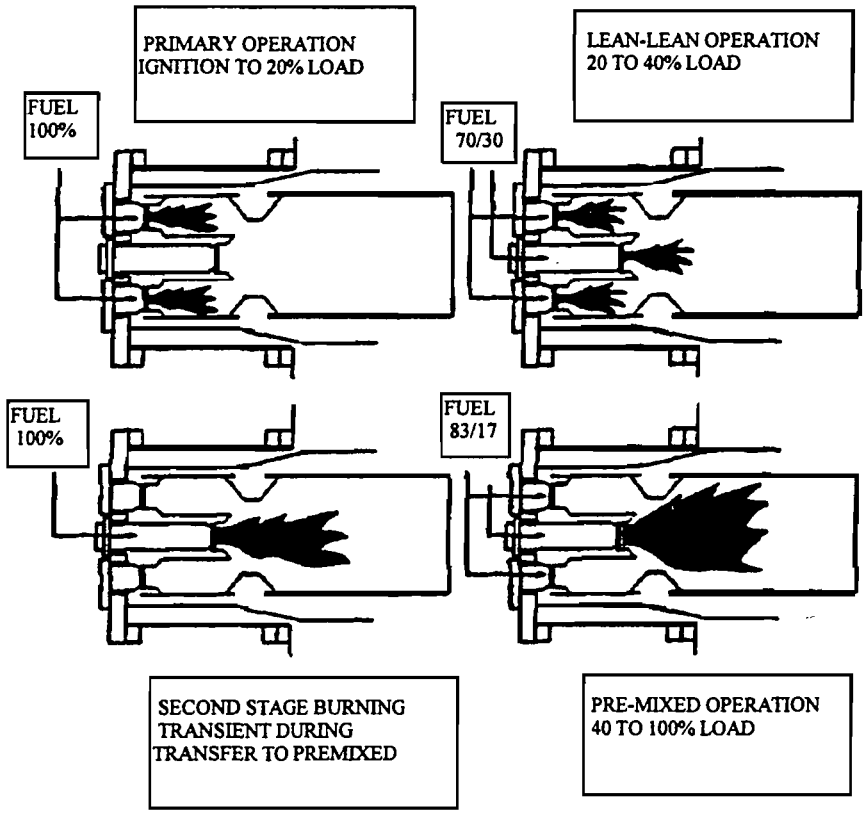 PRIMARY OPERATION
IGNITION TO 20% LOAD
FUEL
100%
LEAN-LEAN OPERATION
20 TO 40% LOAD
FUEL
70/30
FUEL
100%
SECOND STAGE BURNING
TRANSIENT DURING
TRANSFER TO PREMIXED
FUEL
83/17
PRE-MIXED OPERATION
40 TO 100% LOAD